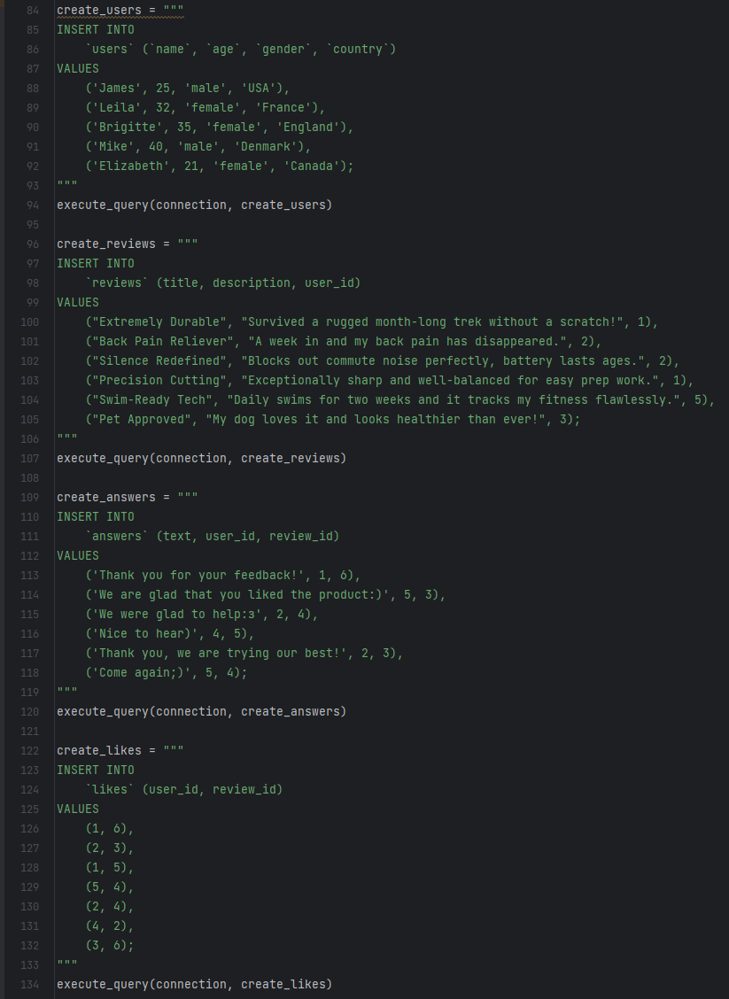 84 create_users = """
85 INSERT INTO
86     `users` (`name`, `age`, `gender`, `country`)
87 VALUES
88     ('James', 25, 'male', 'USA'),
89     ('Leila', 32, 'female', 'France'),
90     ('Brigitte', 35, 'female', 'England'),
91     ('Mike', 40, 'male', 'Denmark'),
92     ('Elizabeth', 21, 'female', 'Canada');
93 """
94 execute_query(connection, create_users)
95
96 create_reviews = """
97 INSERT INTO
98     `reviews` (title, description, user_id)
99 VALUES
100     ("Extremely Durable", "Survived a rugged month-long trek without a scratch!", 1),
101     ("Back Pain Reliever", "A week in and my back pain has disappeared.", 2),
102     ("Silence Redefined", "Blocks out commute noise perfectly, battery lasts ages.", 2),
103     ("Precision Cutting", "Exceptionally sharp and well-balanced for easy prep work.", 1),
104     ("Swim-Ready Tech", "Daily swims for two weeks and it tracks my fitness flawlessly.", 5),
105     ("Pet Approved", "My dog loves it and looks healthier than ever!", 3);
106 """
107 execute_query(connection, create_reviews)
108
109 create_answers = """
110 INSERT INTO
111     `answers` (text, user_id, review_id)
112 VALUES
113     ('Thank you for your feedback!', 1, 6),
114     ('We are glad that you liked the product:)', 5, 3),
115     ('We were glad to help:з', 2, 4),
116     ('Nice to hear)', 4, 5),
117     ('Thank you, we are trying our best!', 2, 3),
118     ('Come again;)', 5, 4);
119 """
120 execute_query(connection, create_answers)
121
122 create_likes = """
123 INSERT INTO
124     `likes` (user_id, review_id)
125 VALUES
126     (1, 6),
127     (2, 3),
128     (1, 5),
129     (5, 4),
130     (2, 4),
131     (4, 2),
132     (3, 6);
133 """
134 execute_query(connection, create_likes)